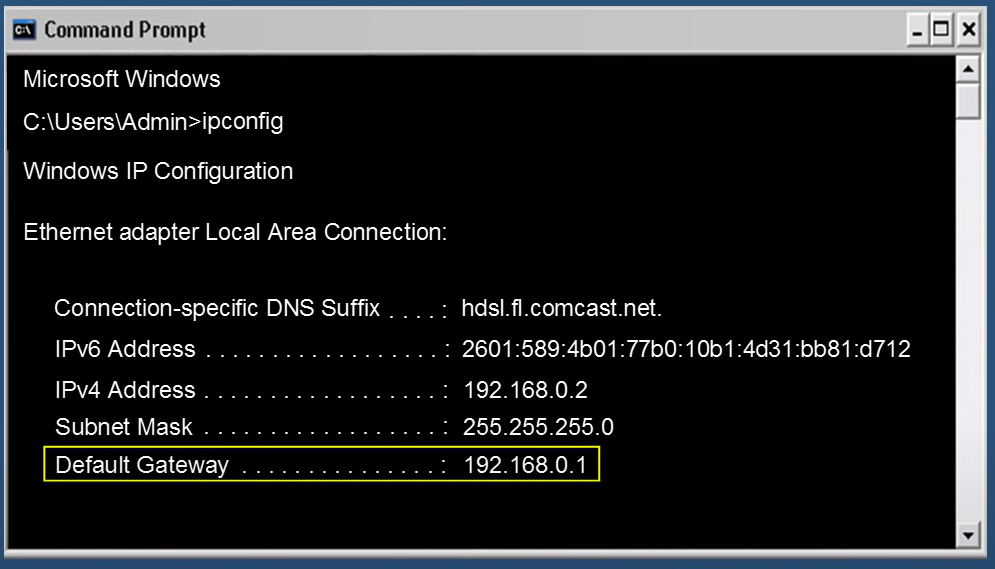 Command Prompt
Microsoft Windows
C:\Users\Admin>ipconfig
Windows IP Configuration
Ethernet adapter Local Area Connection:
Connection-specific DNS Suffix . . . . : hdsl.fl.comcast.net.
IPv6 Address . . . . . . . . . . . . . . . . . . : 2601:589:4b01:77b0:10b1:4d31:bb81:d712
IPv4 Address . . . . . . . . . . . . . . . . . . : 192.168.0.2
Subnet Mask . . . . . . . . . . . . . . . . . . : 255.255.255.0
Default Gateway . . . . . . . . . . . . . . . : 192.168.0.1